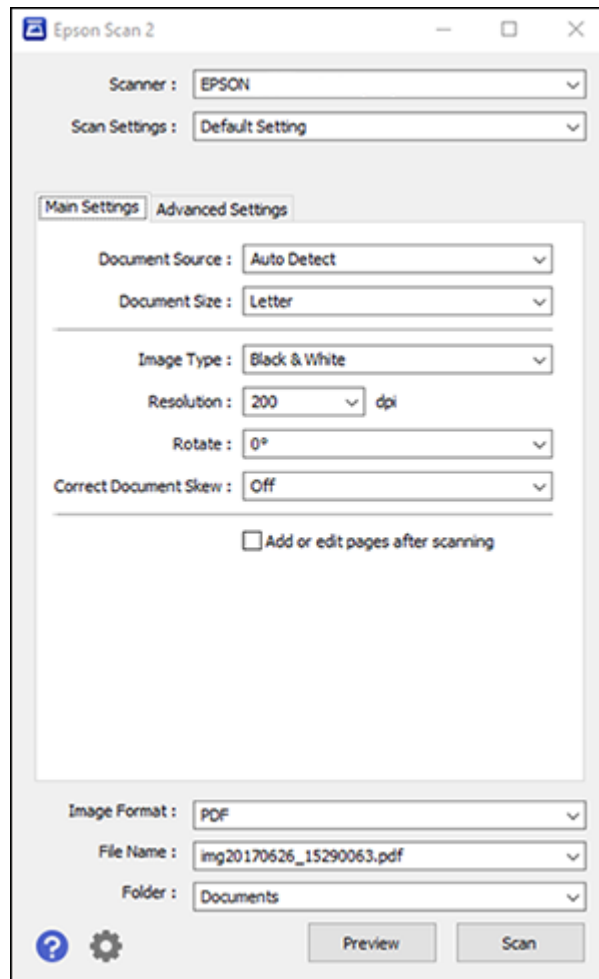 Epson Scan 2
Scanner : EPSON
Scan Settings : Default Setting
Main Settings Advanced Settings
Document Source : Auto Detect
Document Size : Letter
Image Type : Black & White
Resolution : 200 dpi
Rotate : 0°
Correct Document Skew : Off
Add or edit pages after scanning
Image Format : PDF
File Name : img20170626_15290063.pdf
Folder : Documents
? Preview Scan